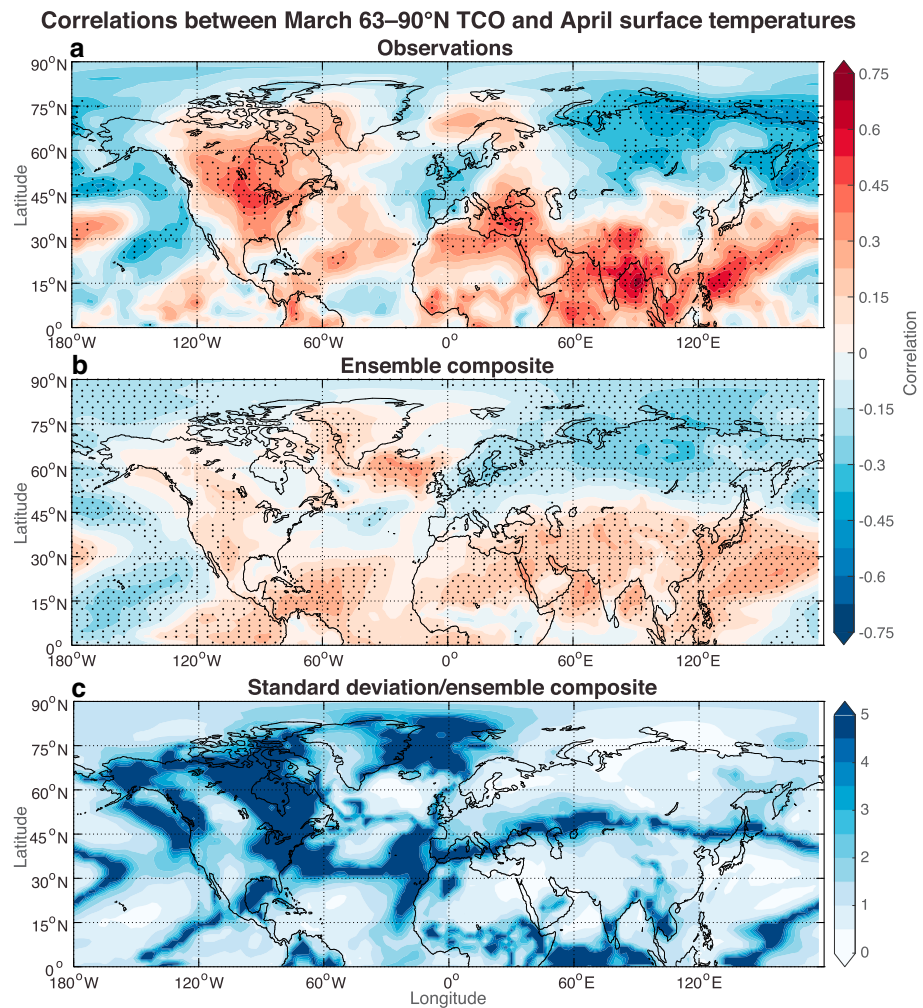 Correlations between March 63–90°N TCO and April surface temperatures
a
Observations
90°N
75°N
60°N
45°N
30°N
15°N
0°
Latitude
180°W 120°W 60°W 0° 60°E 120°E
b
Ensemble composite
90°N
75°N
60°N
45°N
30°N
15°N
0°
Latitude
180°W 120°W 60°W 0° 60°E 120°E
0.75
0.6
0.45
0.3
0.15
0
-0.15
-0.3
-0.45
-0.6
-0.75
Correlation
c
Standard deviation/ensemble composite
90°N
75°N
60°N
45°N
30°N
15°N
0°
Latitude
180°W 120°W 60°W 0° 60°E 120°E
Longitude
5
4
3
2
1
0